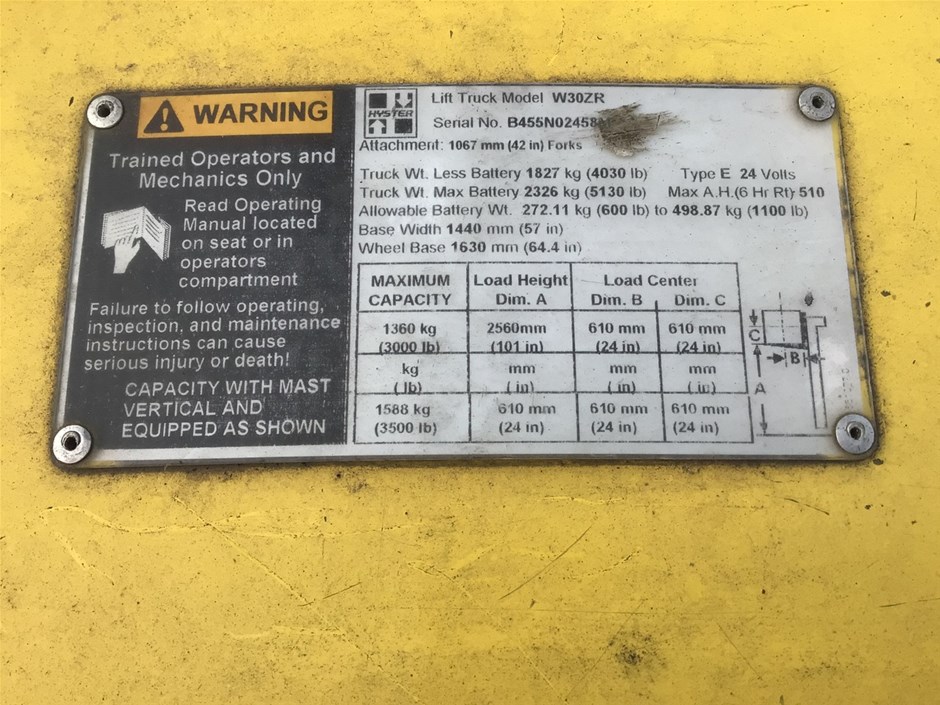 WARNING
Trained Operators and
Mechanics Only
Read Operating
Manual located
on seat or in
operators
compartment
Failure to follow operating,
inspection, and maintenance
instructions can cause
serious injury or death!
CAPACITY WITH MAST
VERTICAL AND
EQUIPPED AS SHOWN
HYSTER
Lift Truck Model W30ZR
Serial No.
Attachment: 1067 mm (42 in) Forks
Truck Wt. Less Battery 1827 kg (4030 lb) Type E 24 Volts
Truck Wt. Max Battery 2326 kg (5130 lb) Max A.H.(6 Hr Rt) 510
Allowable Battery Wt. 272.11 kg (600 lb) to 498.87 kg (1100 lb)
Base Width 1440 mm (57 in)
Wheel Base 1630 mm (64.4 in)
MAXIMUM Load Height Load Center
CAPACITY Dim. A Dim. B Dim. C
1360 kg 2560mm 610 mm 610 mm
(3000 lb) (101 in) (24 in) (24 in)
kg mm mm mm
( lb) ( in) ( in) ( in)
1588 kg 610 mm 610 mm 610 mm
(3500 lb) (24 in) (24 in) (24 in)
C
B
A